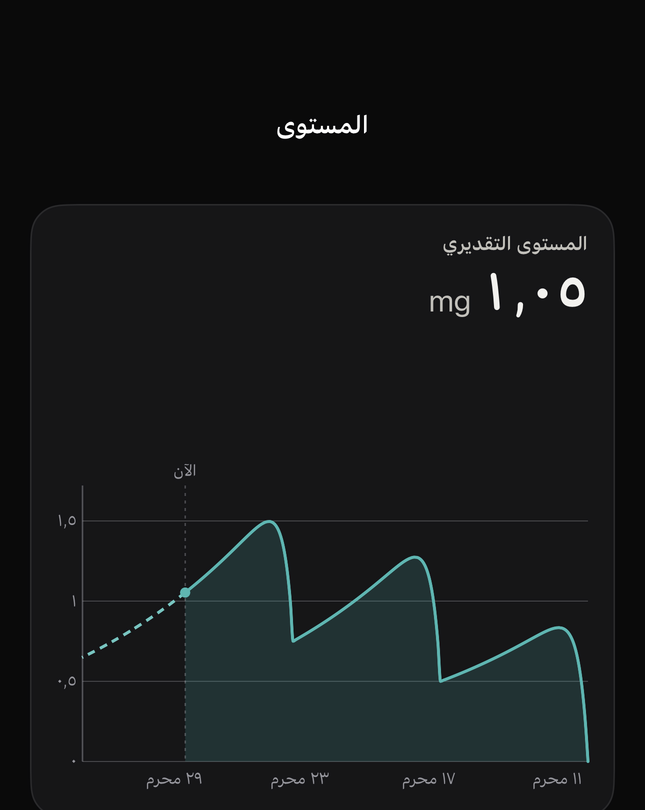 المستوى
المستوى التقديري
١,٠٥ mg
الآن
١,٥
١
٠,٥
٠
١١ محرم
١٧ محرم
٢٣ محرم
٢٩ محرم